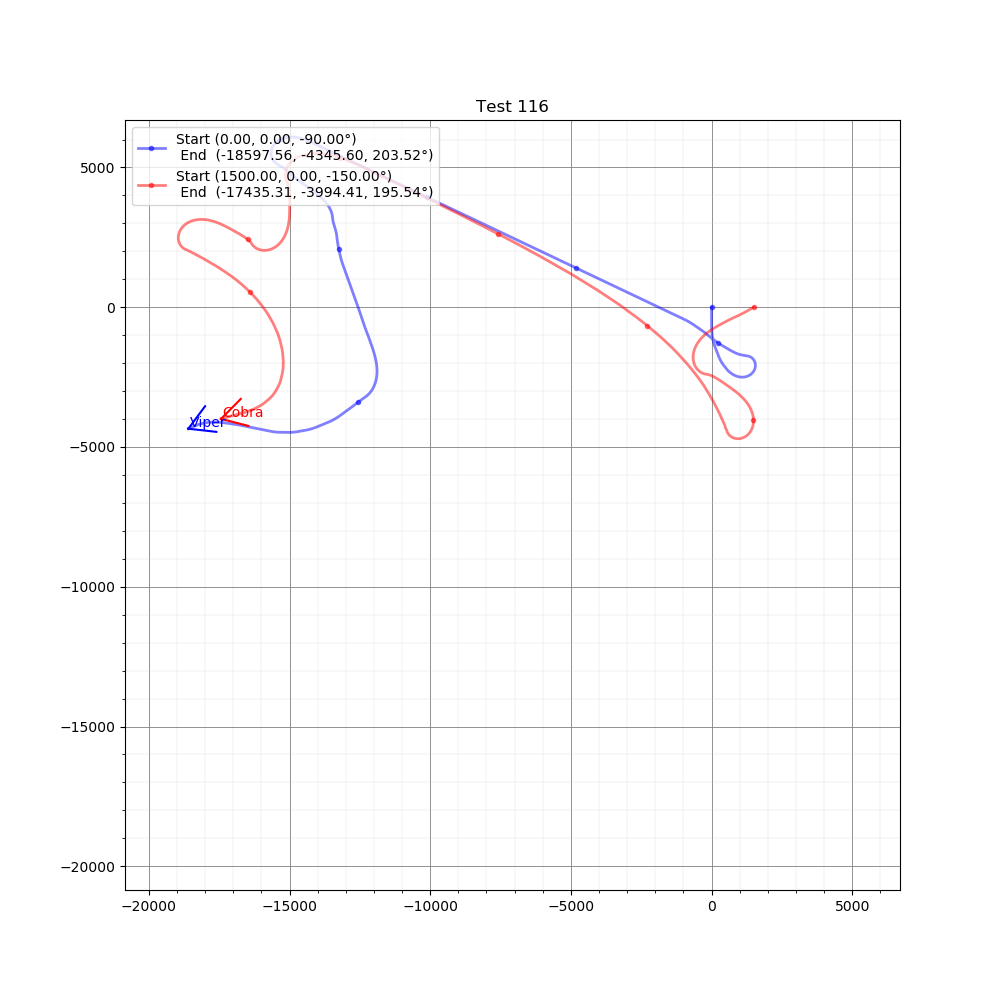 Test 116
Start (0.00, 0.00, -90.00°)
End (-18597.56, -4345.60, 203.52°)
Start (1500.00, 0.00, -150.00°)
End (-17435.31, -3994.41, 195.54°)
5000
0
−5000
−10000
−15000
−20000
Cobra
Viper
−20000
−15000
−10000
−5000
0
5000